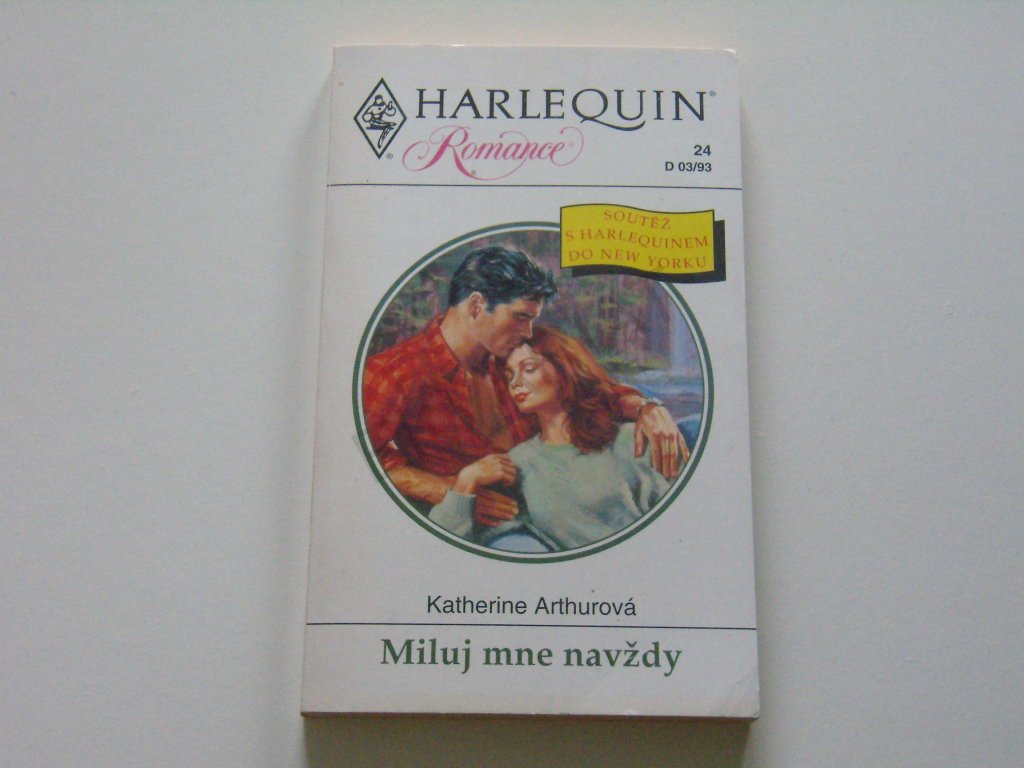 HARLEQUIN®
Romance®
®
24
D 03/93
SOUTĚŽ
S HARLEQUINEM
DO NEW YORKU
Katherine Arthurová
Miluj mne navždy